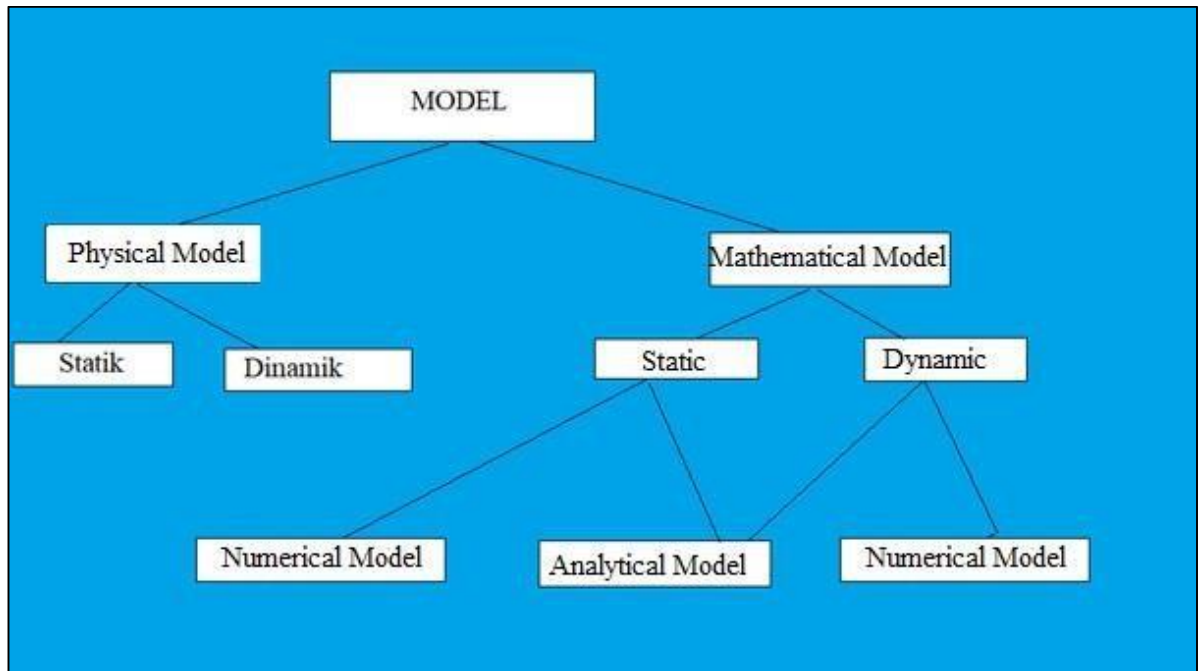 MODEL
Physical Model
Mathematical Model
Statik
Dinamik
Static
Dynamic
Numerical Model
Analytical Model
Numerical Model